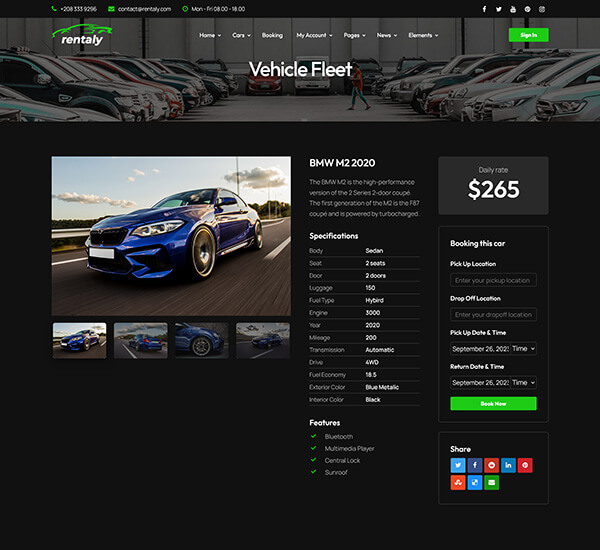 +208 333 9296 contact@rentaly.com Mon - Fri 08.00 - 18.00
rentaly Home Cars Booking My Account Pages News Elements Sign In
Vehicle Fleet
BMW M2 2020
The BMW M2 is the high-performance
version of the 2 Series 2-door coupé.
The first generation of the M2 is the F87
coupé and is powered by turbocharged.
Specifications
Body Sedan
Seat 2 seats
Door 2 doors
Luggage 150
Fuel Type Hybird
Engine 3000
Year 2020
Mileage 200
Transmission Automatic
Drive 4WD
Fuel Economy 18.5
Exterior Color Blue Metalic
Interior Color Black
Features
Bluetooth
Multimedia Player
Central Lock
Sunroof
Daily rate
$265
Booking this car
Pick Up Location
Enter your pickup location
Drop Off Location
Enter your dropoff location
Pick Up Date & Time
September 26, 202 Time
Return Date & Time
September 26, 202 Time
Book Now
Share